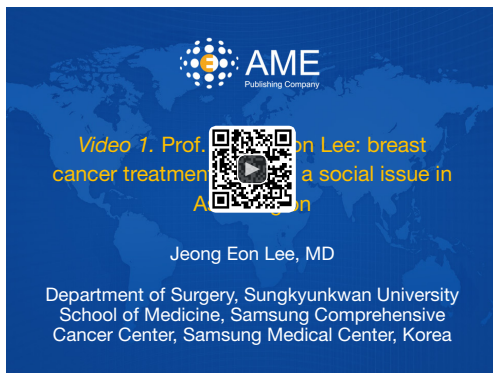 AME
Publishing Company
Video 1. Prof. on Lee: breast
cancer treatment a social issue in
A on
Jeong Eon Lee, MD
Department of Surgery, Sungkyunkwan University
School of Medicine, Samsung Comprehensive
Cancer Center, Samsung Medical Center, Korea